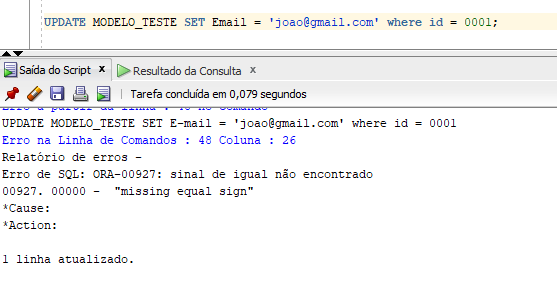 UPDATE MODELO_TESTE SET Email = 'joao@gmail.com' where id = 0001;
Saída do Script x Resultado da Consulta x
Tarefa concluída em 0,079 segundos
UPDATE MODELO_TESTE SET E-mail = 'joao@gmail.com' where id = 0001
Erro na Linha de Comandos : 48 Coluna : 26
Relatório de erros -
Erro de SQL: ORA-00927: sinal de igual não encontrado
00927. 00000 - "missing equal sign"
*Cause:
*Action:
1 linha atualizado.